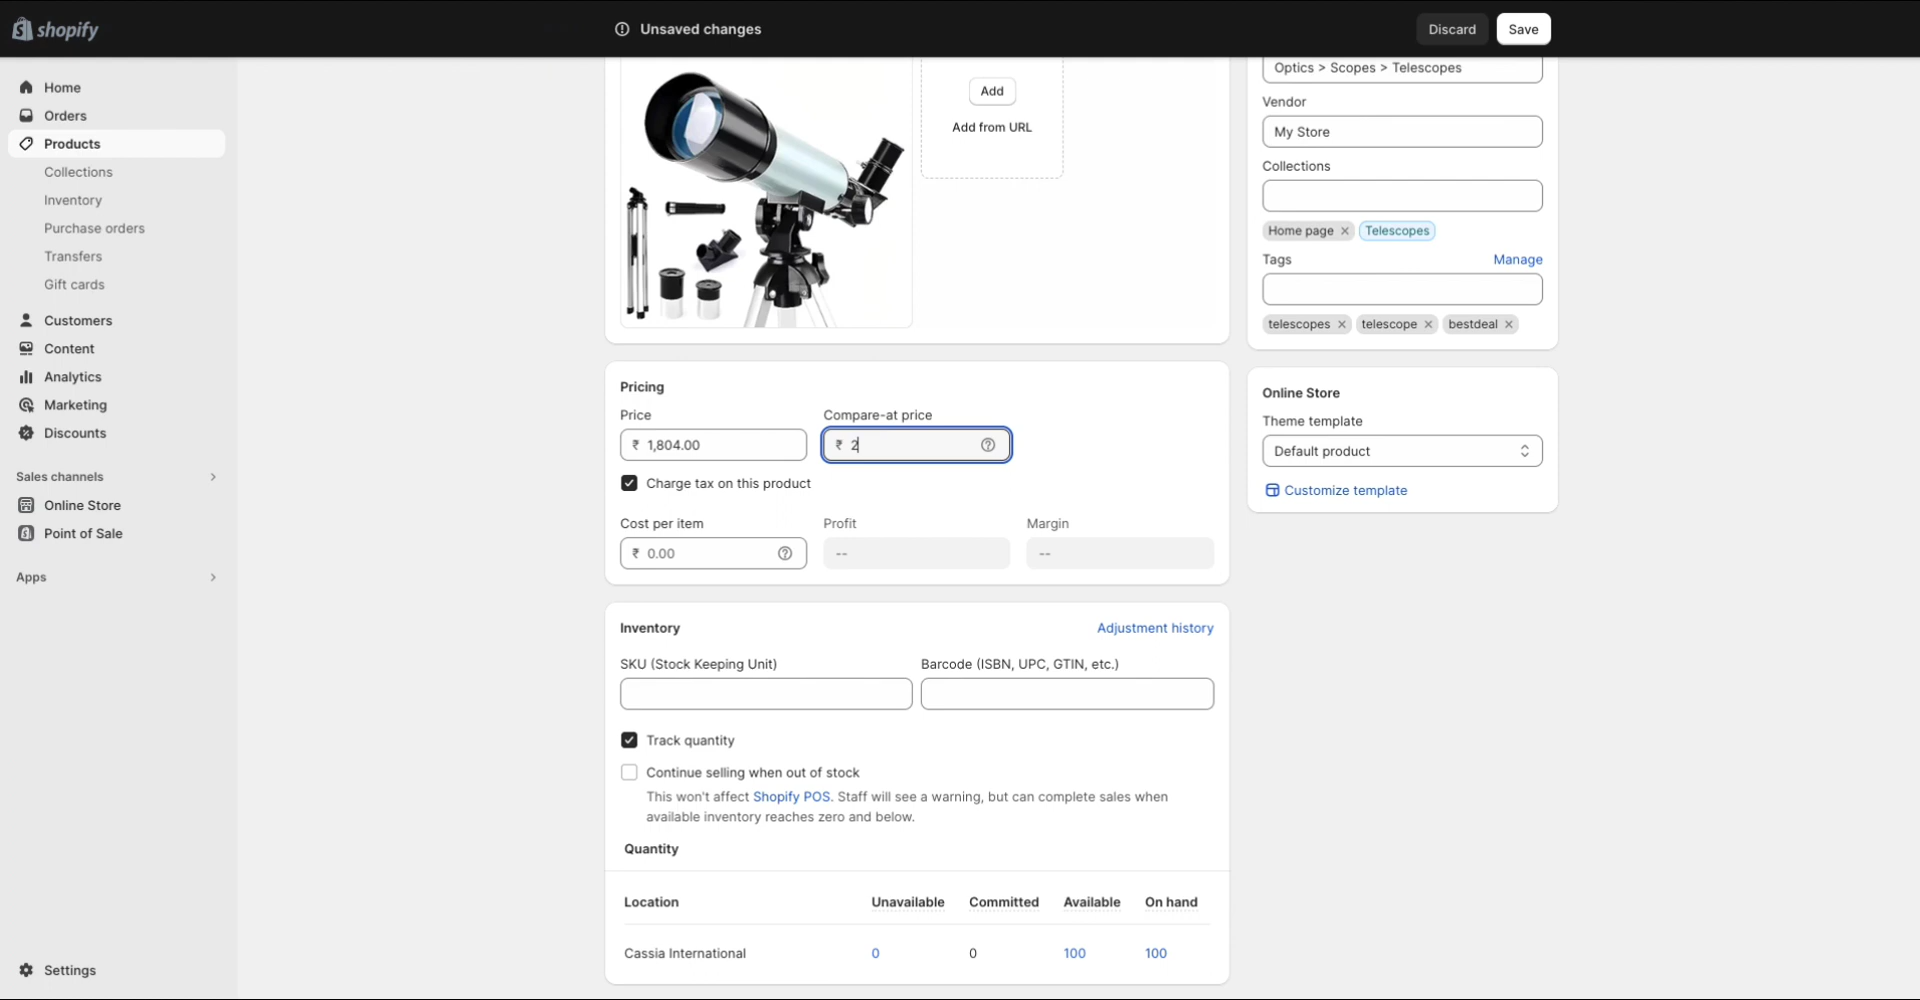 shopify
Unsaved changes
Discard
Save
Home
Orders
Products
Collections
Inventory
Purchase orders
Transfers
Gift cards
Customers
Content
Analytics
Marketing
Discounts
Sales channels
Online Store
Point of Sale
Apps
Settings
Add
Add from URL
Pricing
Price
Compare-at price
₹ 1,804.00
₹ 2
Charge tax on this product
Cost per item
Profit
Margin
₹ 0.00
--
--
Inventory
Adjustment history
SKU (Stock Keeping Unit)
Barcode (ISBN, UPC, GTIN, etc.)
Track quantity
Continue selling when out of stock
This won't affect Shopify POS. Staff will see a warning, but can complete sales when
available inventory reaches zero and below.
Quantity
Location Unavailable Committed Available On hand
Cassia International 0 0 100 100
Optics > Scopes > Telescopes
Vendor
My Store
Collections
Home page Telescopes
Tags
Manage
telescopes telescope bestdeal
Online Store
Theme template
Default product
Customize template